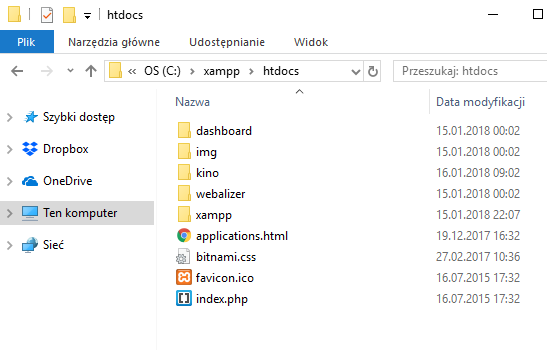 htdocs
Plik Narzędzia główne Udostępnianie Widok
OS (C:) xampp htdocs Przeszukaj: htdocs
Szybki dostęp
Dropbox
OneDrive
Ten komputer
Sieć
Nazwa Data modyfikacji
dashboard 15.01.2018 00:02
img 15.01.2018 00:02
kino 16.01.2018 09:02
webalizer 15.01.2018 00:02
xampp 15.01.2018 22:07
applications.html 19.12.2017 16:32
bitnami.css 27.02.2017 10:36
favicon.ico 16.07.2015 17:32
index.php 16.07.2015 17:32